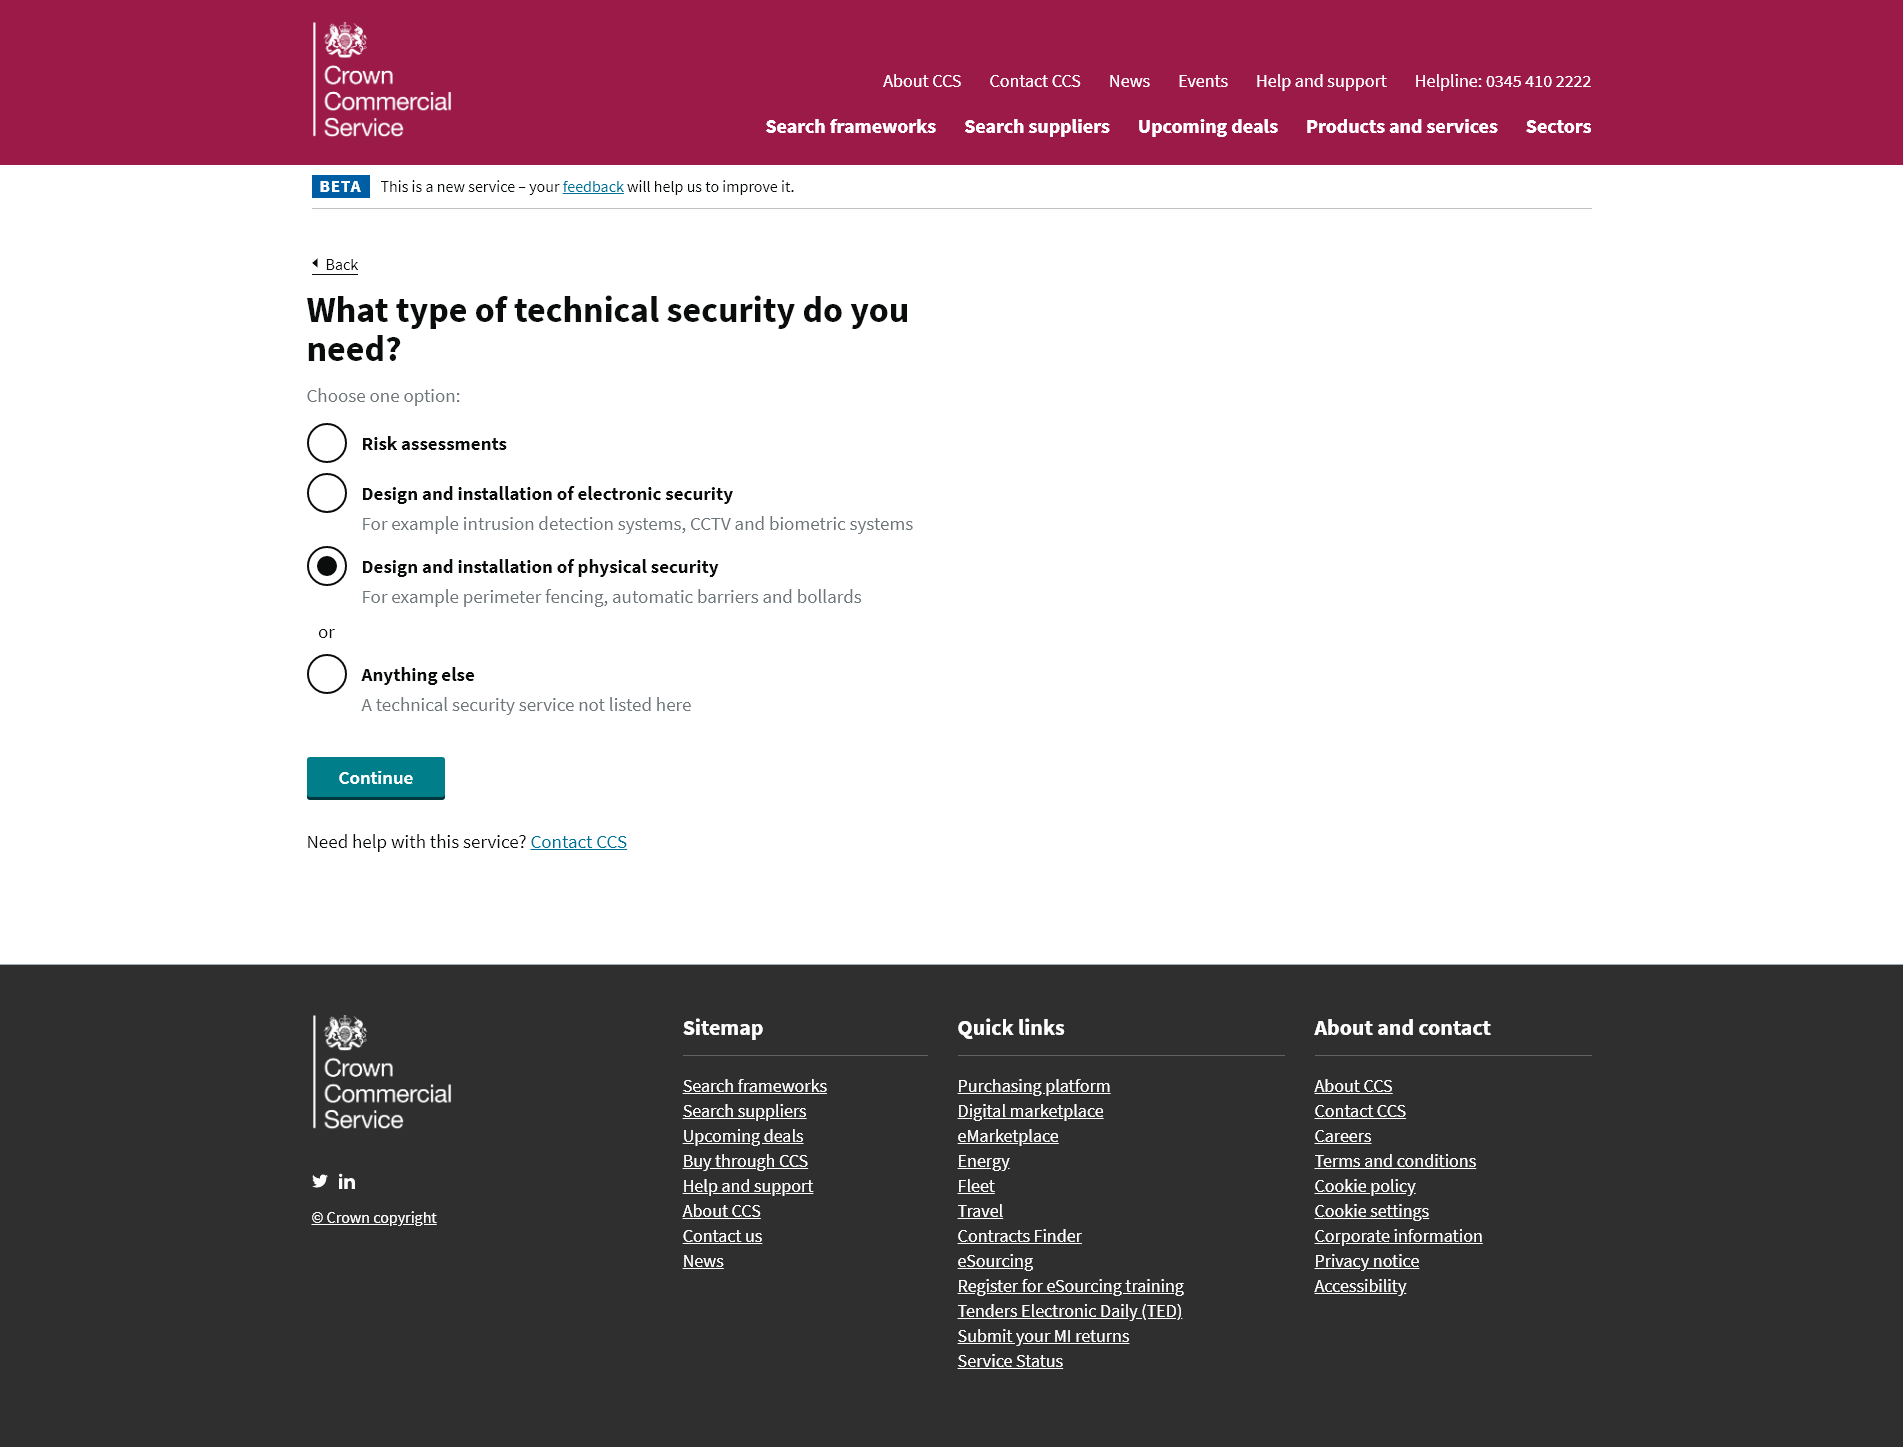 Crown
Commercial
Service
About CCS Contact CCS News Events Help and support Helpline: 0345 410 2222
Search frameworks Search suppliers Upcoming deals Products and services Sectors
BETA This is a new service – your feedback will help us to improve it.
Back
What type of technical security do you
need?
Choose one option:
Risk assessments
Design and installation of electronic security
For example intrusion detection systems, CCTV and biometric systems
Design and installation of physical security
For example perimeter fencing, automatic barriers and bollards
or
Anything else
A technical security service not listed here
Continue
Need help with this service? Contact CCS
Crown
Commercial
Service
© Crown copyright
Sitemap
Search frameworks
Search suppliers
Upcoming deals
Buy through CCS
Help and support
About CCS
Contact us
News
Quick links
Purchasing platform
Digital marketplace
eMarketplace
Energy
Fleet
Travel
Contracts Finder
eSourcing
Register for eSourcing training
Tenders Electronic Daily (TED)
Submit your MI returns
Service Status
About and contact
About CCS
Contact CCS
Careers
Terms and conditions
Cookie policy
Cookie settings
Corporate information
Privacy notice
Accessibility